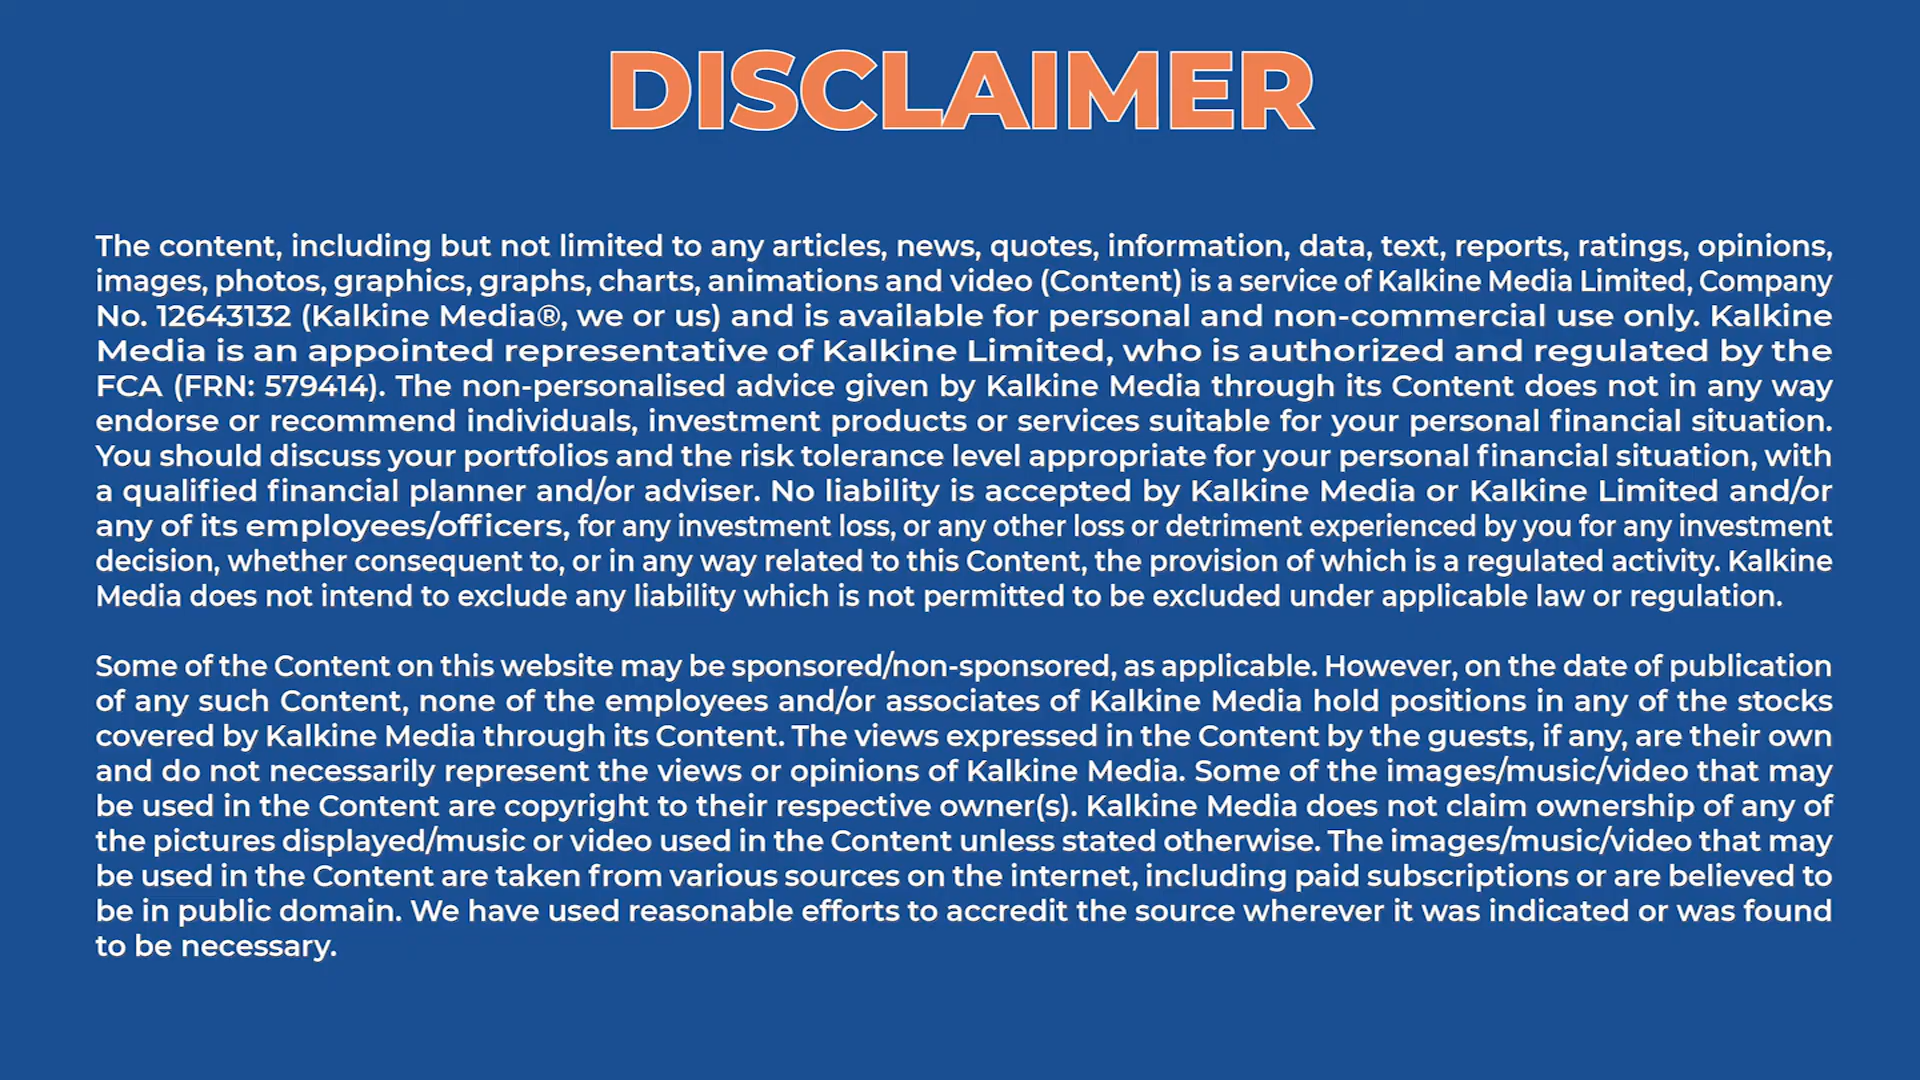 DISCLAIMER
The content, including but not limited to any articles, news, quotes, information, data, text, reports, ratings, opinions,
images, photos, graphics, graphs, charts, animations and video (Content) is a service of Kalkine Media Limited, Company
No. 12643132 (Kalkine Media®, we or us) and is available for personal and non-commercial use only. Kalkine
Media is an appointed representative of Kalkine Limited, who is authorized and regulated by the
FCA (FRN: 579414). The non-personalised advice given by Kalkine Media through its Content does not in any way
endorse or recommend individuals, investment products or services suitable for your personal financial situation.
You should discuss your portfolios and the risk tolerance level appropriate for your personal financial situation, with
a qualified financial planner and/or adviser. No liability is accepted by Kalkine Media or Kalkine Limited and/or
any of its employees/officers, for any investment loss, or any other loss or detriment experienced by you for any investment
decision, whether consequent to, or in any way related to this Content, the provision of which is a regulated activity. Kalkine
Media does not intend to exclude any liability which is not permitted to be excluded under applicable law or regulation.
Some of the Content on this website may be sponsored/non-sponsored, as applicable. However, on the date of publication
of any such Content, none of the employees and/or associates of Kalkine Media hold positions in any of the stocks
covered by Kalkine Media through its Content. The views expressed in the Content by the guests, if any, are their own
and do not necessarily represent the views or opinions of Kalkine Media. Some of the images/music/video that may
be used in the Content are copyright to their respective owner(s). Kalkine Media does not claim ownership of any of
the pictures displayed/music or video used in the Content unless stated otherwise. The images/music/video that may
be used in the Content are taken from various sources on the internet, including paid subscriptions or are believed to
be in public domain. We have used reasonable efforts to accredit the source wherever it was indicated or was found
to be necessary.